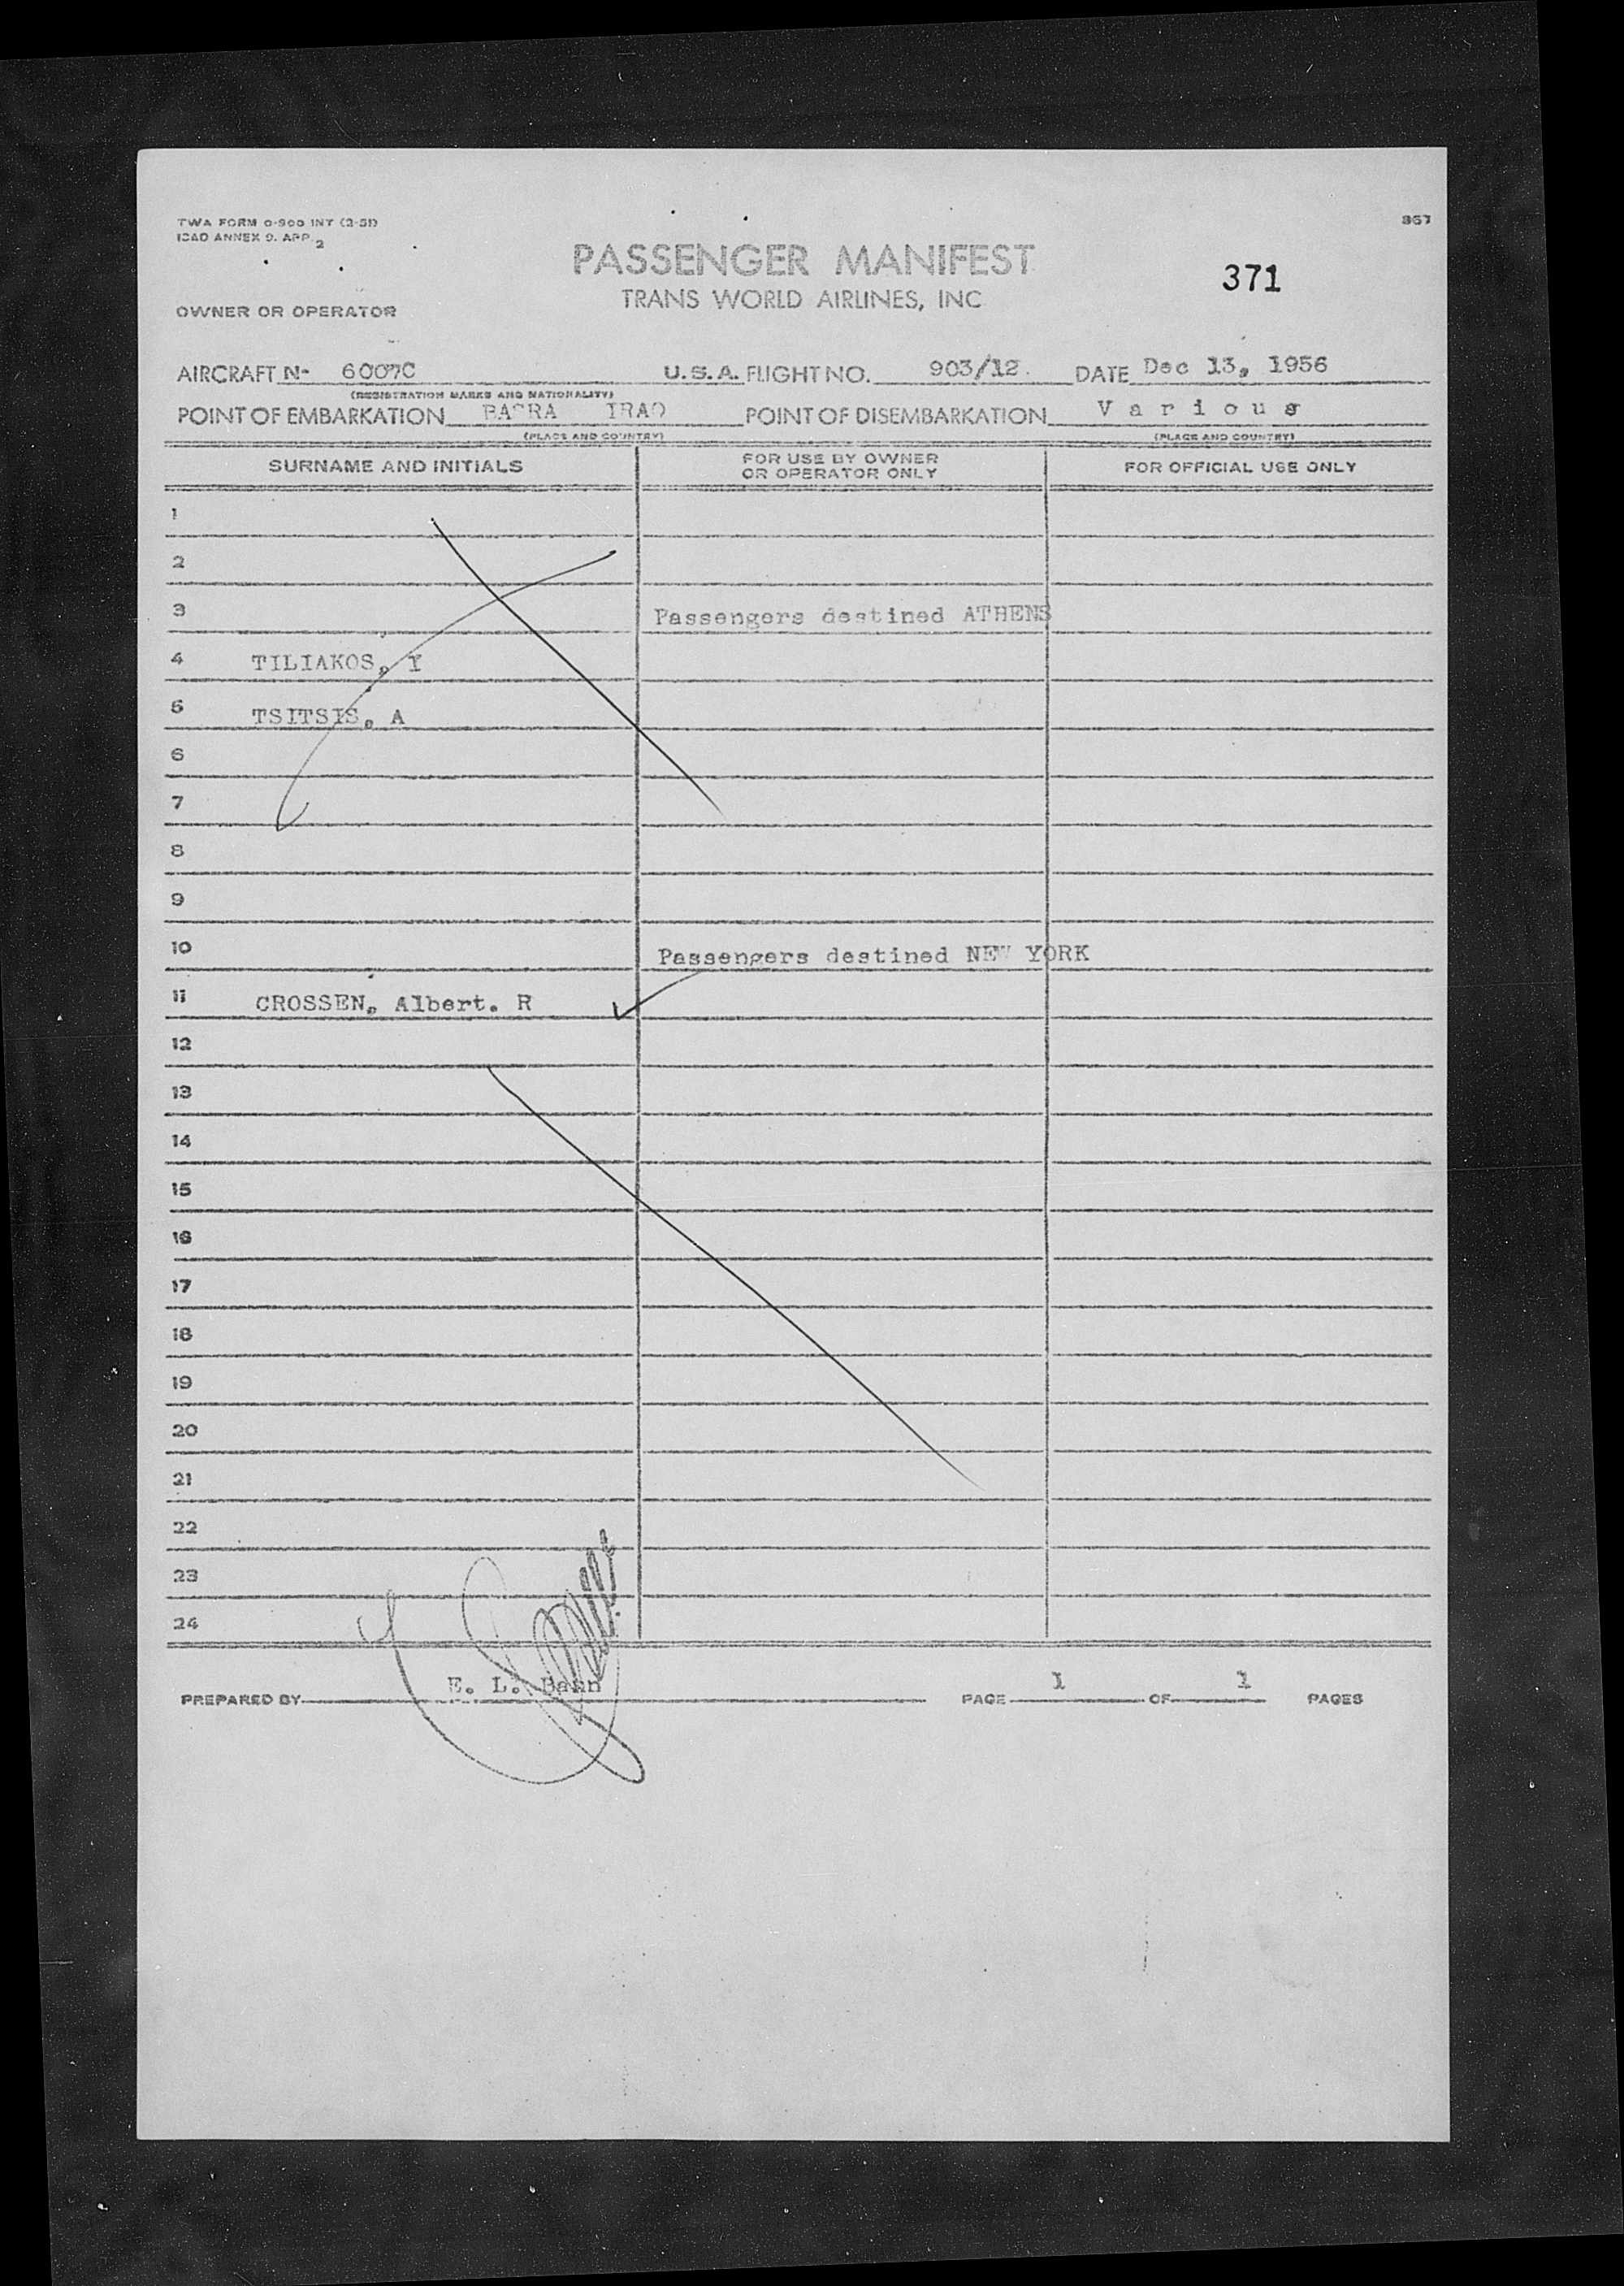 TWA FORM O-900 INT (3-51)
ICAO ANNEX 9. APP 2
PASSENGER MANIFEST
371
TRANS WORLD AIRLINES, INC
OWNER OR OPERATOR
AIRCRAFT N- 6007C U.S.A. FLIGHT NO. 903/12. DATE Dec 13, 1956
(REGISTRATION MARKS AND NATIONALITY)
POINT OF EMBARKATION BASRA IRAQ POINT OF DISEMBARKATION Various
(PLACE AND COUNTRY) (PLACE AND COUNTRY)
SURNAME AND INITIALS FOR USE BY OWNER OR OPERATOR ONLY FOR OFFICIAL USE ONLY
1
2
3 Passengers destined ATHENS
4 TILIAKOS, I
5 TSITSIS, A
6
7
8
9
10 Passengers destined NEW YORK
11 CROSSEN, Albert. R
12
13
14
15
16
17
18
19
20
21
22
23
24
PREPARED BY E. L. PAGE 1 OF 1 PAGES